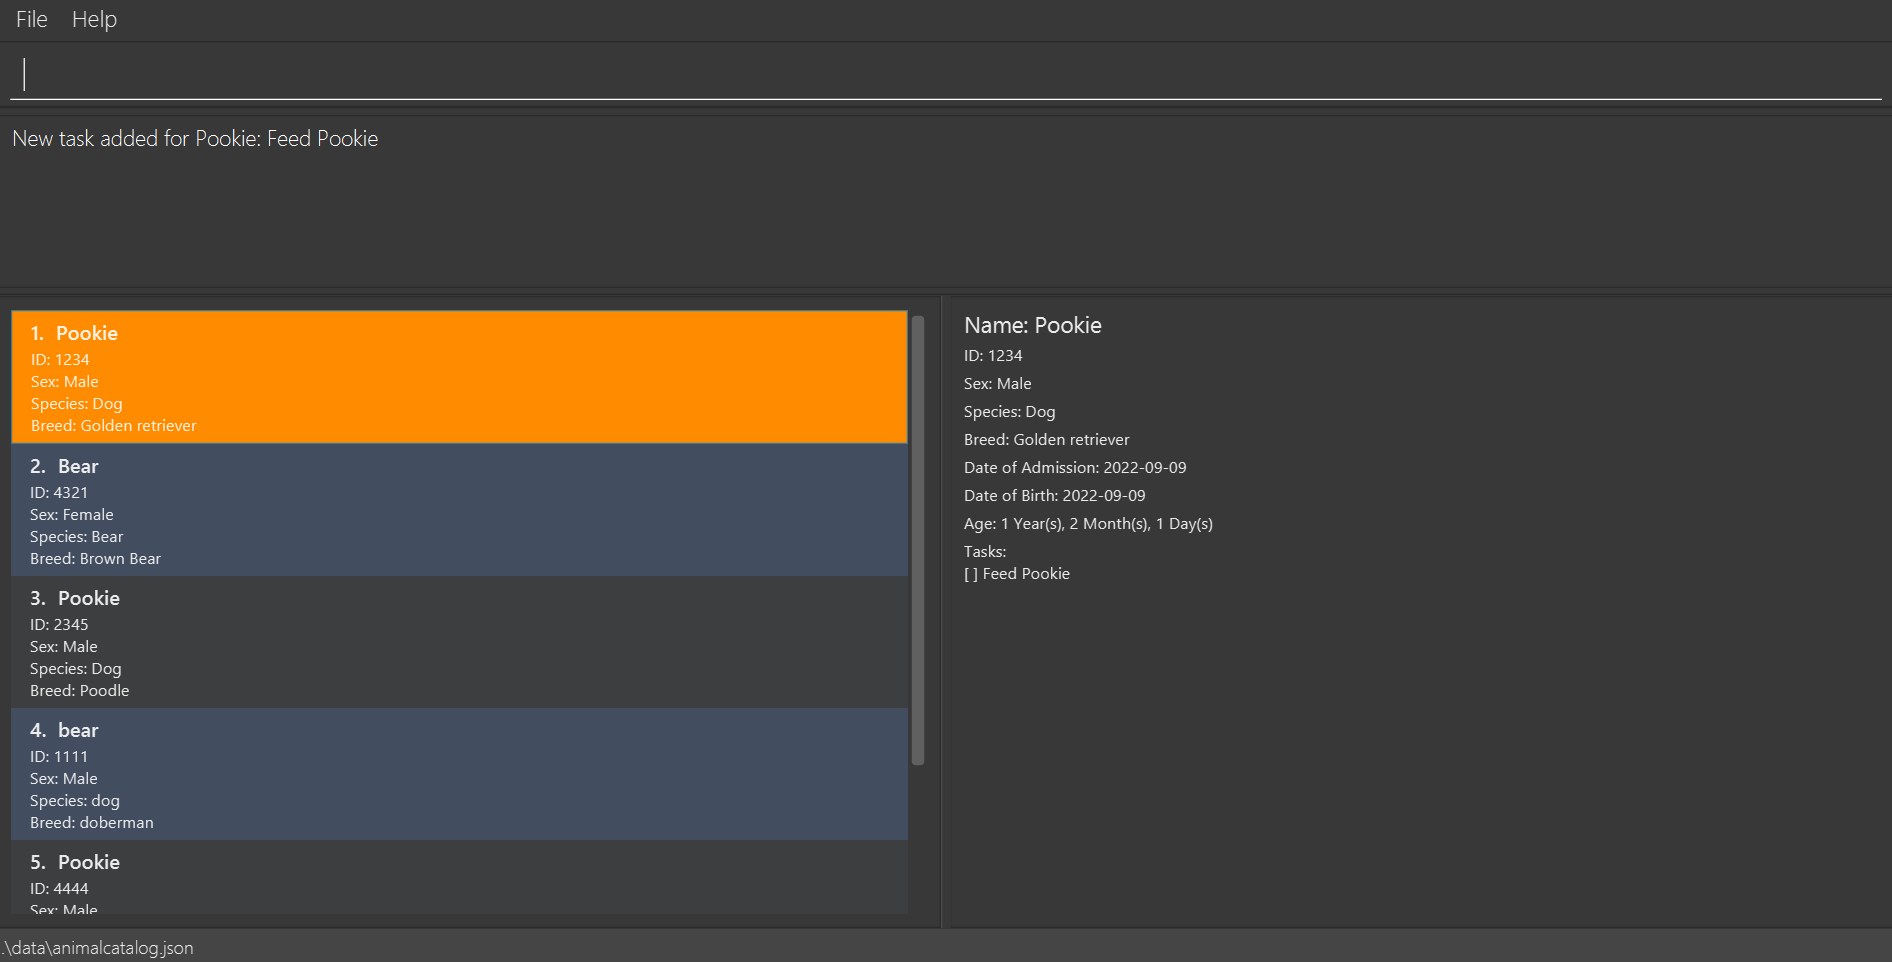 File Help
New task added for Pookie: Feed Pookie
1. Pookie
ID: 1234
Sex: Male
Species: Dog
Breed: Golden retriever
2. Bear
ID: 4321
Sex: Female
Species: Bear
Breed: Brown Bear
3. Pookie
ID: 2345
Sex: Male
Species: Dog
Breed: Poodle
4. bear
ID: 1111
Sex: Male
Species: dog
Breed: doberman
5. Pookie
ID: 4444
Sex: Male
Name: Pookie
ID: 1234
Sex: Male
Species: Dog
Breed: Golden retriever
Date of Admission: 2022-09-09
Date of Birth: 2022-09-09
Age: 1 Year(s), 2 Month(s), 1 Day(s)
Tasks:
[ ] Feed Pookie
.\data\animalcatalog.json